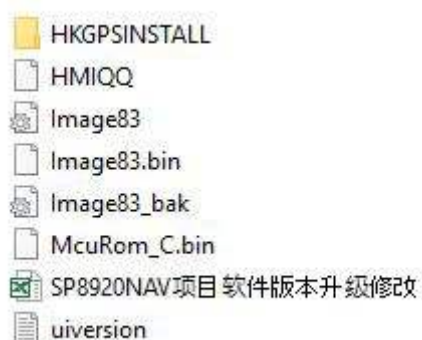 HKGPSINSTALL
HMIQQ
Image83
Image83.bin
Image83_bak
McuRom_C.bin
SP8920NAV项目软件版本升级修改
uiversion